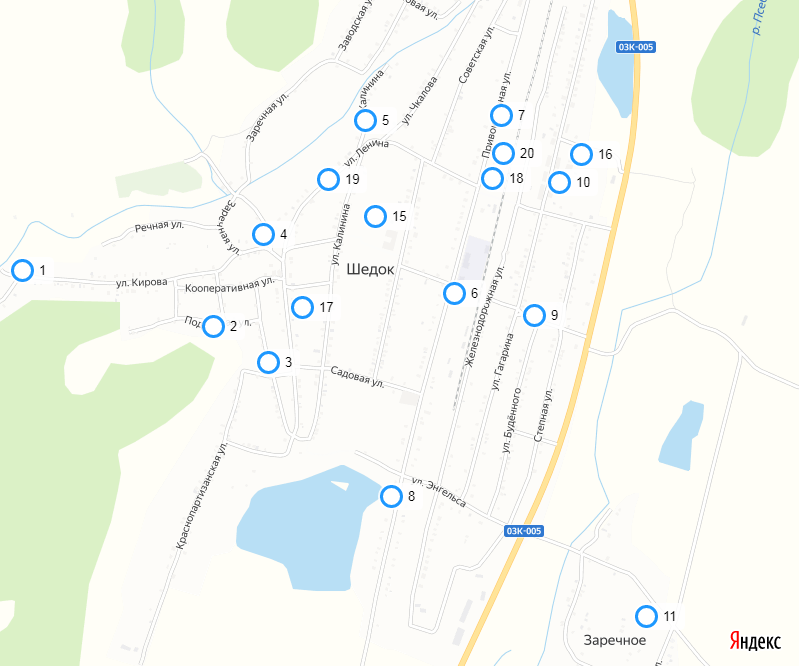 Заводская ул.
овая ул.
р. Псеб
03К-005
Советская ул.
Калинина
ул. Чкалова
Заречная ул.
7
5
20
16
ул. Ленина
18
10
19
15
Заречная ул.
Речная ул.
4
ул. Калинина
1
Шедок
ул. Кирова
Кооперативная ул.
6
Железнодорожная ул.
17
9
2
3
ул. Гагарина
Садовая ул.
ул. Будённого
Степная ул.
Краснопартизанская ул.
8
ул. Энгельса
03К-005
11
Заречное
Яндекс